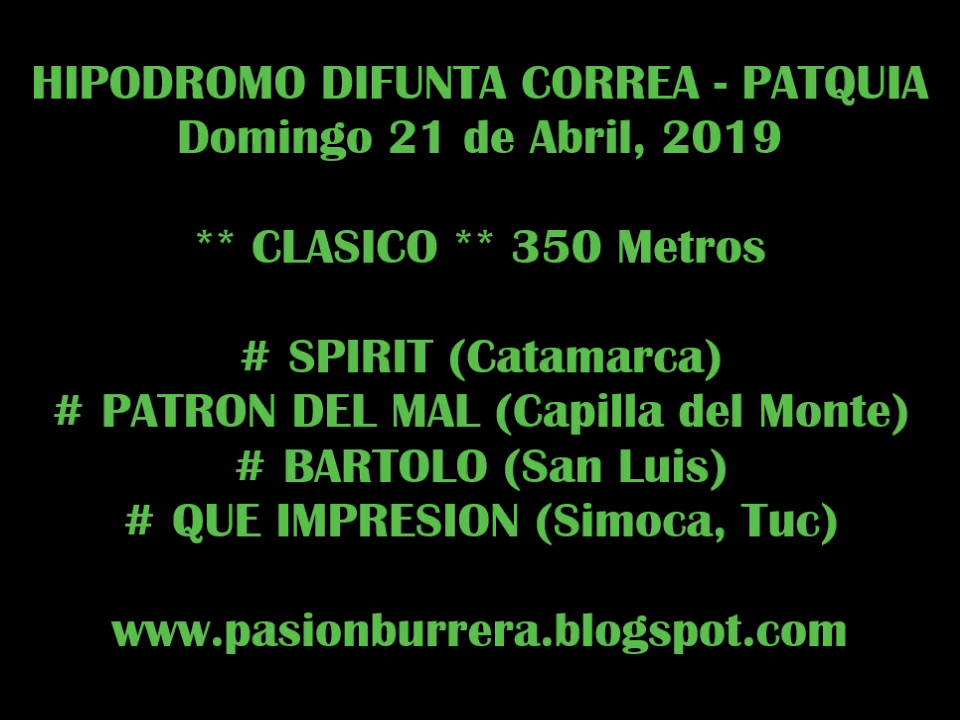 HIPODROMO DIFUNTA CORREA - PATQUIA
Domingo 21 de Abril, 2019
** CLASICO ** 350 Metros
# SPIRIT (Catamarca)
# PATRON DEL MAL (Capilla del Monte)
# BARTOLO (San Luis)
# QUE IMPRESION (Simoca, Tuc)
www.pasionburrera.blogspot.com